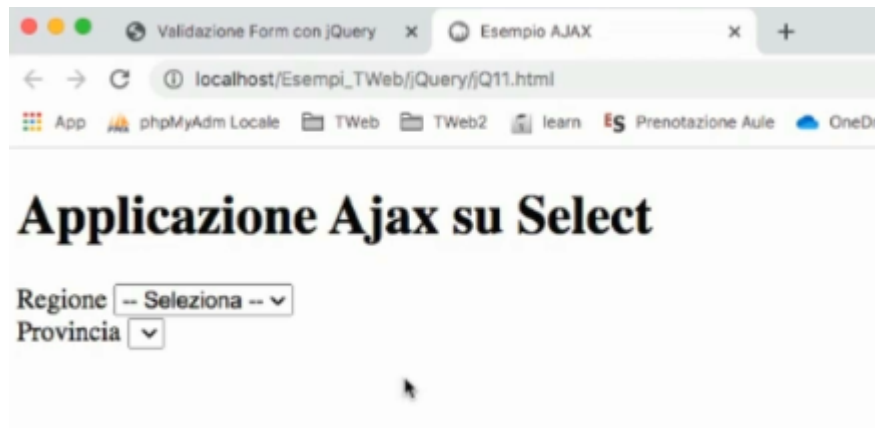 Validazione Form con jQuery
Esempio AJAX
localhost/Esempi_TWeb/jQuery/jQ11.html
App phpMyAdm Locale TWeb TWeb2 learn ES Prenotazione Aule
Applicazione Ajax su Select
Regione -- Seleziona --
Provincia